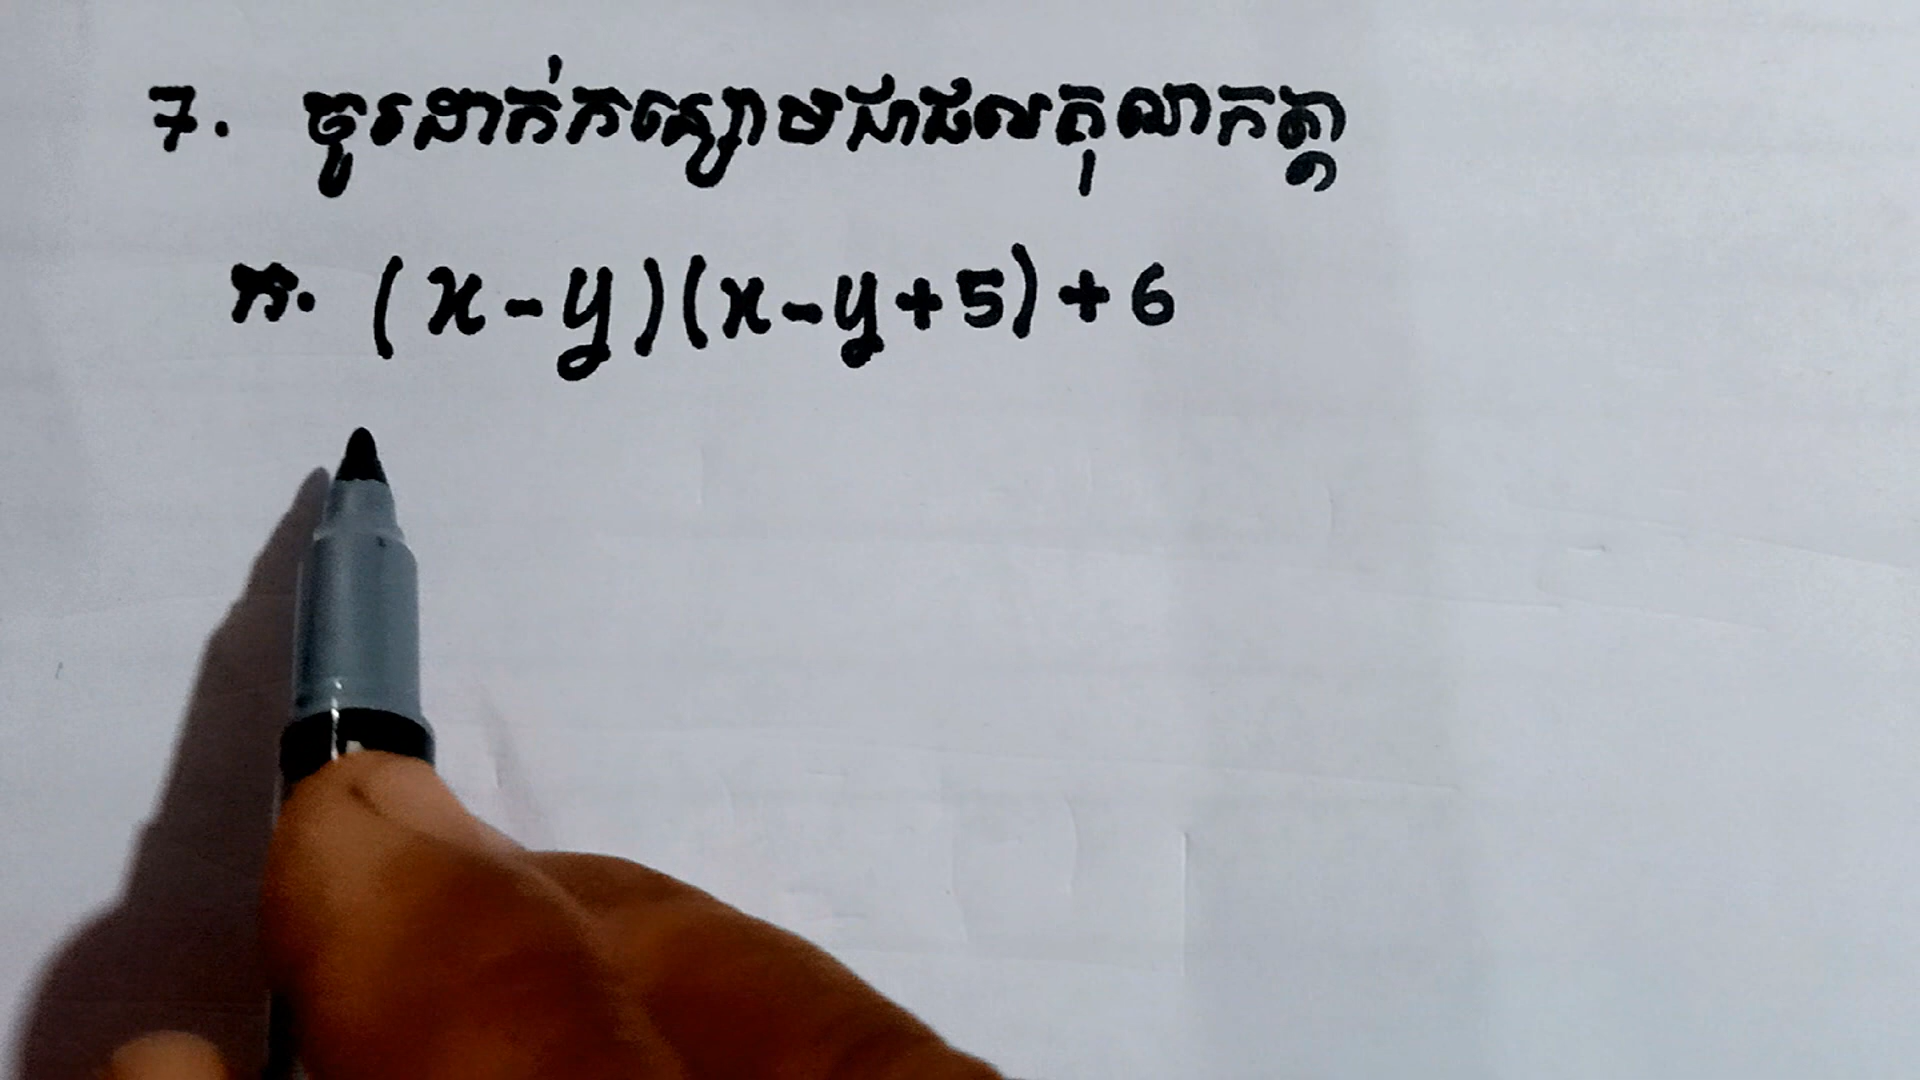 7. ចូរដាក់កន្សោមជាផលគុណកត្តា
ក. (x-y)(x-y+5)+6